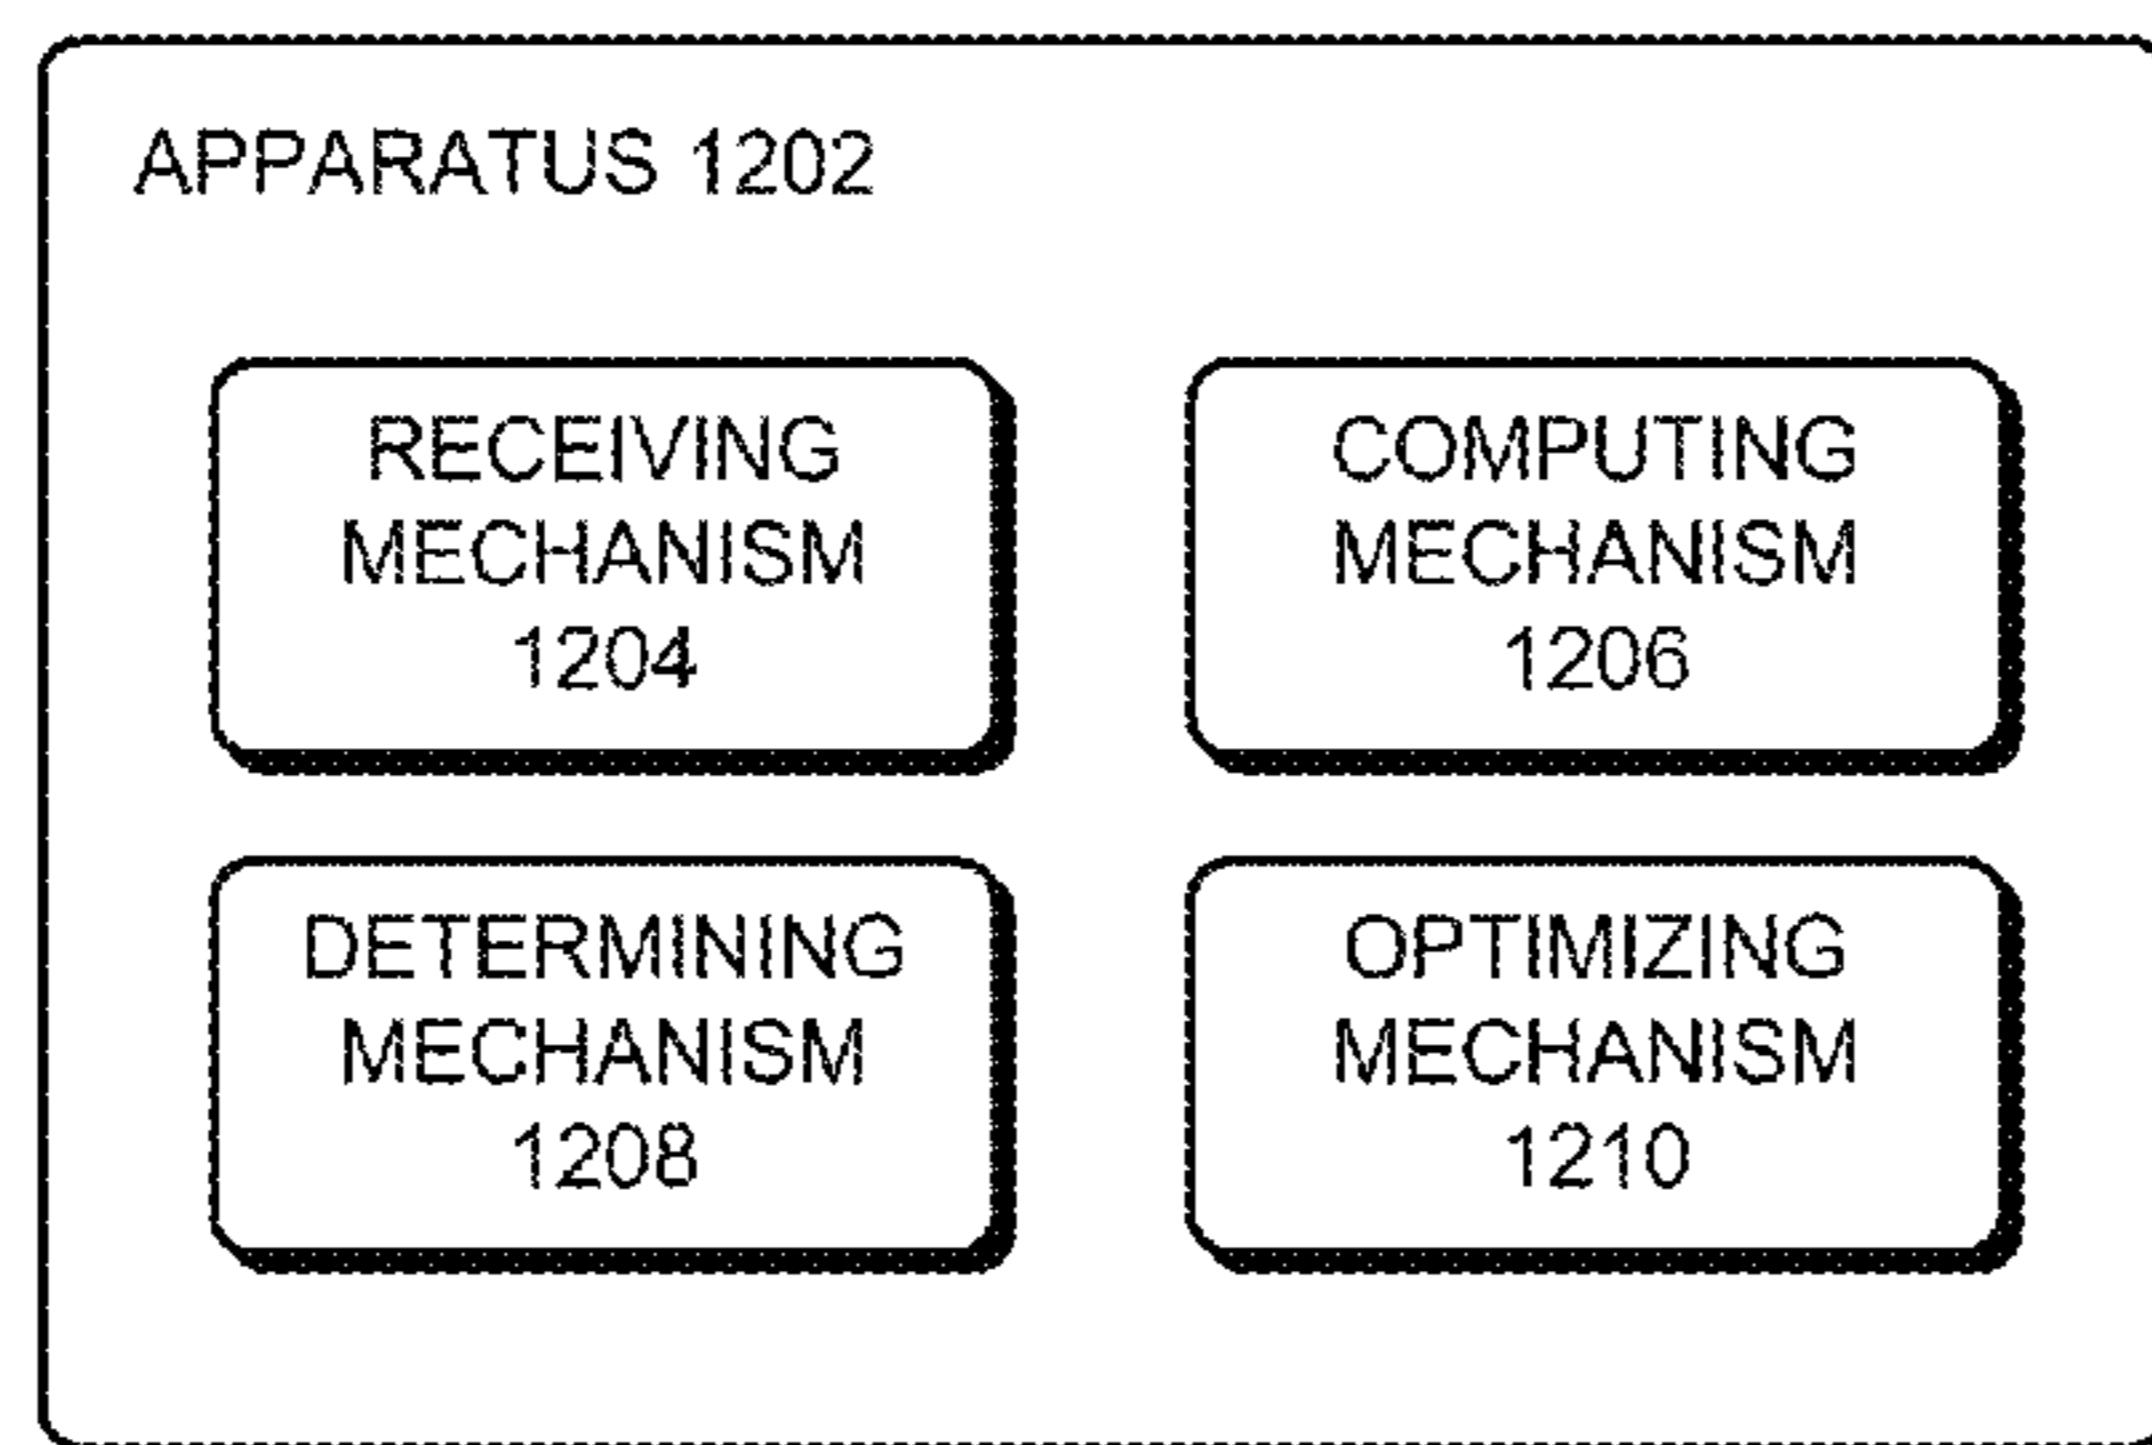 APPARATUS 1202
RECEIVING
MECHANISM
1204
COMPUTING
MECHANISM
1206
DETERMINING
MECHANISM
1208
OPTIMIZING
MECHANISM
1210